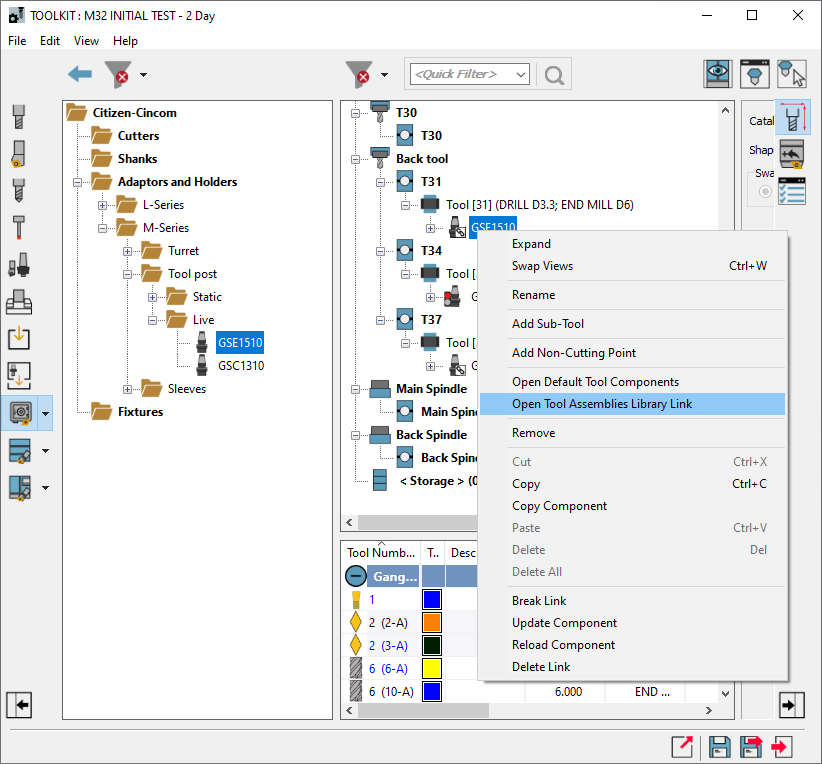 TOOLKIT : M32 INITIAL TEST - 2 Day
File Edit View Help
<Quick Filter>
Citizen-Cincom
Cutters
Shanks
Adaptors and Holders
L-Series
M-Series
Turret
Tool post
Static
Live
GSE1510
GSC1310
Sleeves
Fixtures
T30
T30
Back tool
T31
Tool [31] (DRILL D3.3; END MILL D6)
GSE1510
T34
Tool [
G
T37
Tool [
G
Main Spindle
Main Spin
Back Spindle
Back Spin
< Storage > (0
Catal
Shap
Swa
Expand
Swap Views Ctrl+W
Rename
Add Sub-Tool
Add Non-Cutting Point
Open Default Tool Components
Open Tool Assemblies Library Link
Remove
Cut Ctrl+X
Copy Ctrl+C
Copy Component
Paste Ctrl+V
Delete Del
Delete All
Break Link
Update Component
Reload Component
Delete Link
Tool Numb... T.. Descri
Gang...
1
2 (2-A)
2 (3-A)
6 (6-A)
6 (10-A) 6.000 END ...